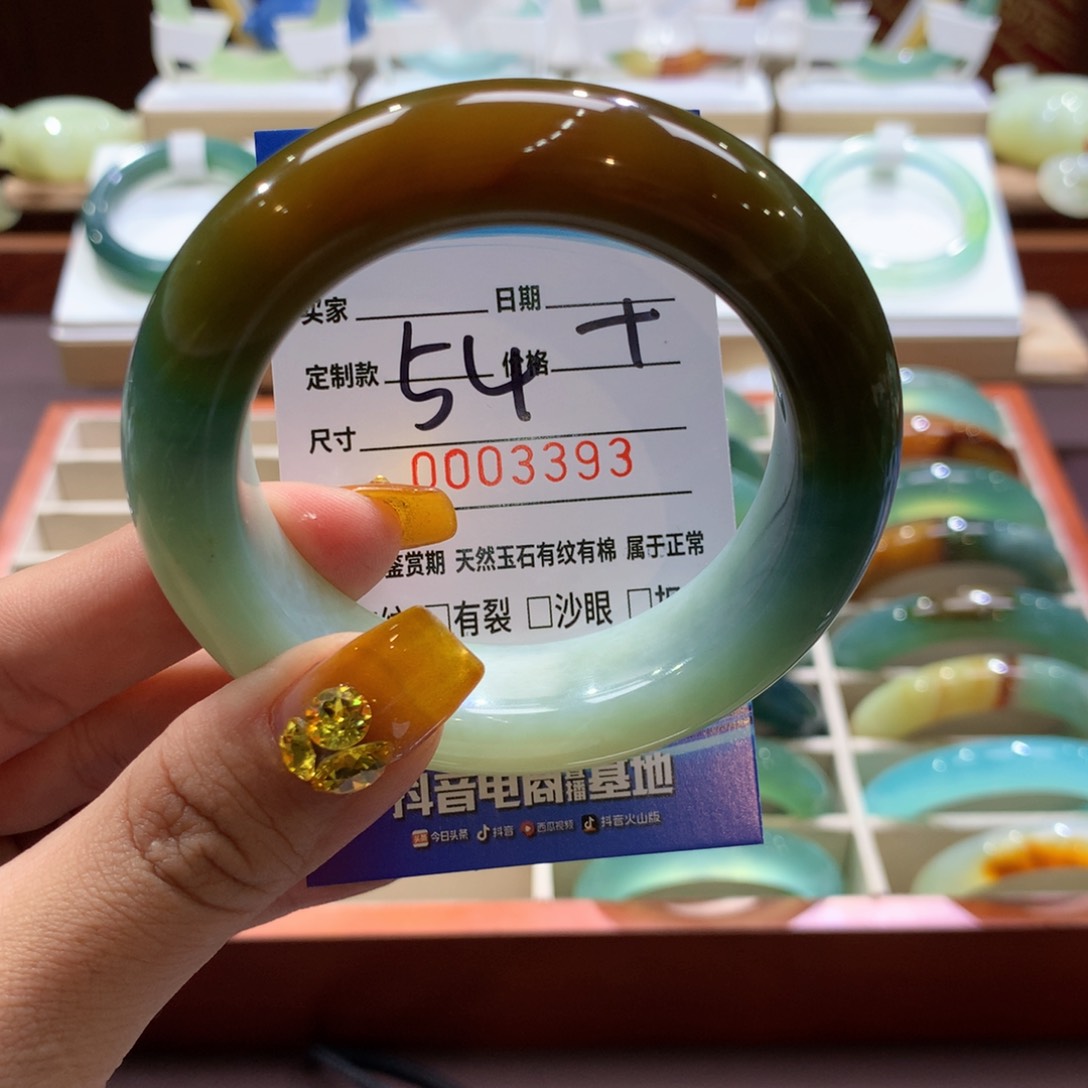 买家 日期
定制款 54 价格 十
尺寸
0003393
鉴赏期 天然玉石有纹有棉 属于正常
纹 □有裂 □沙眼 □
抖音电商直播基地
今日头条 抖音 西瓜视频 抖音火山版